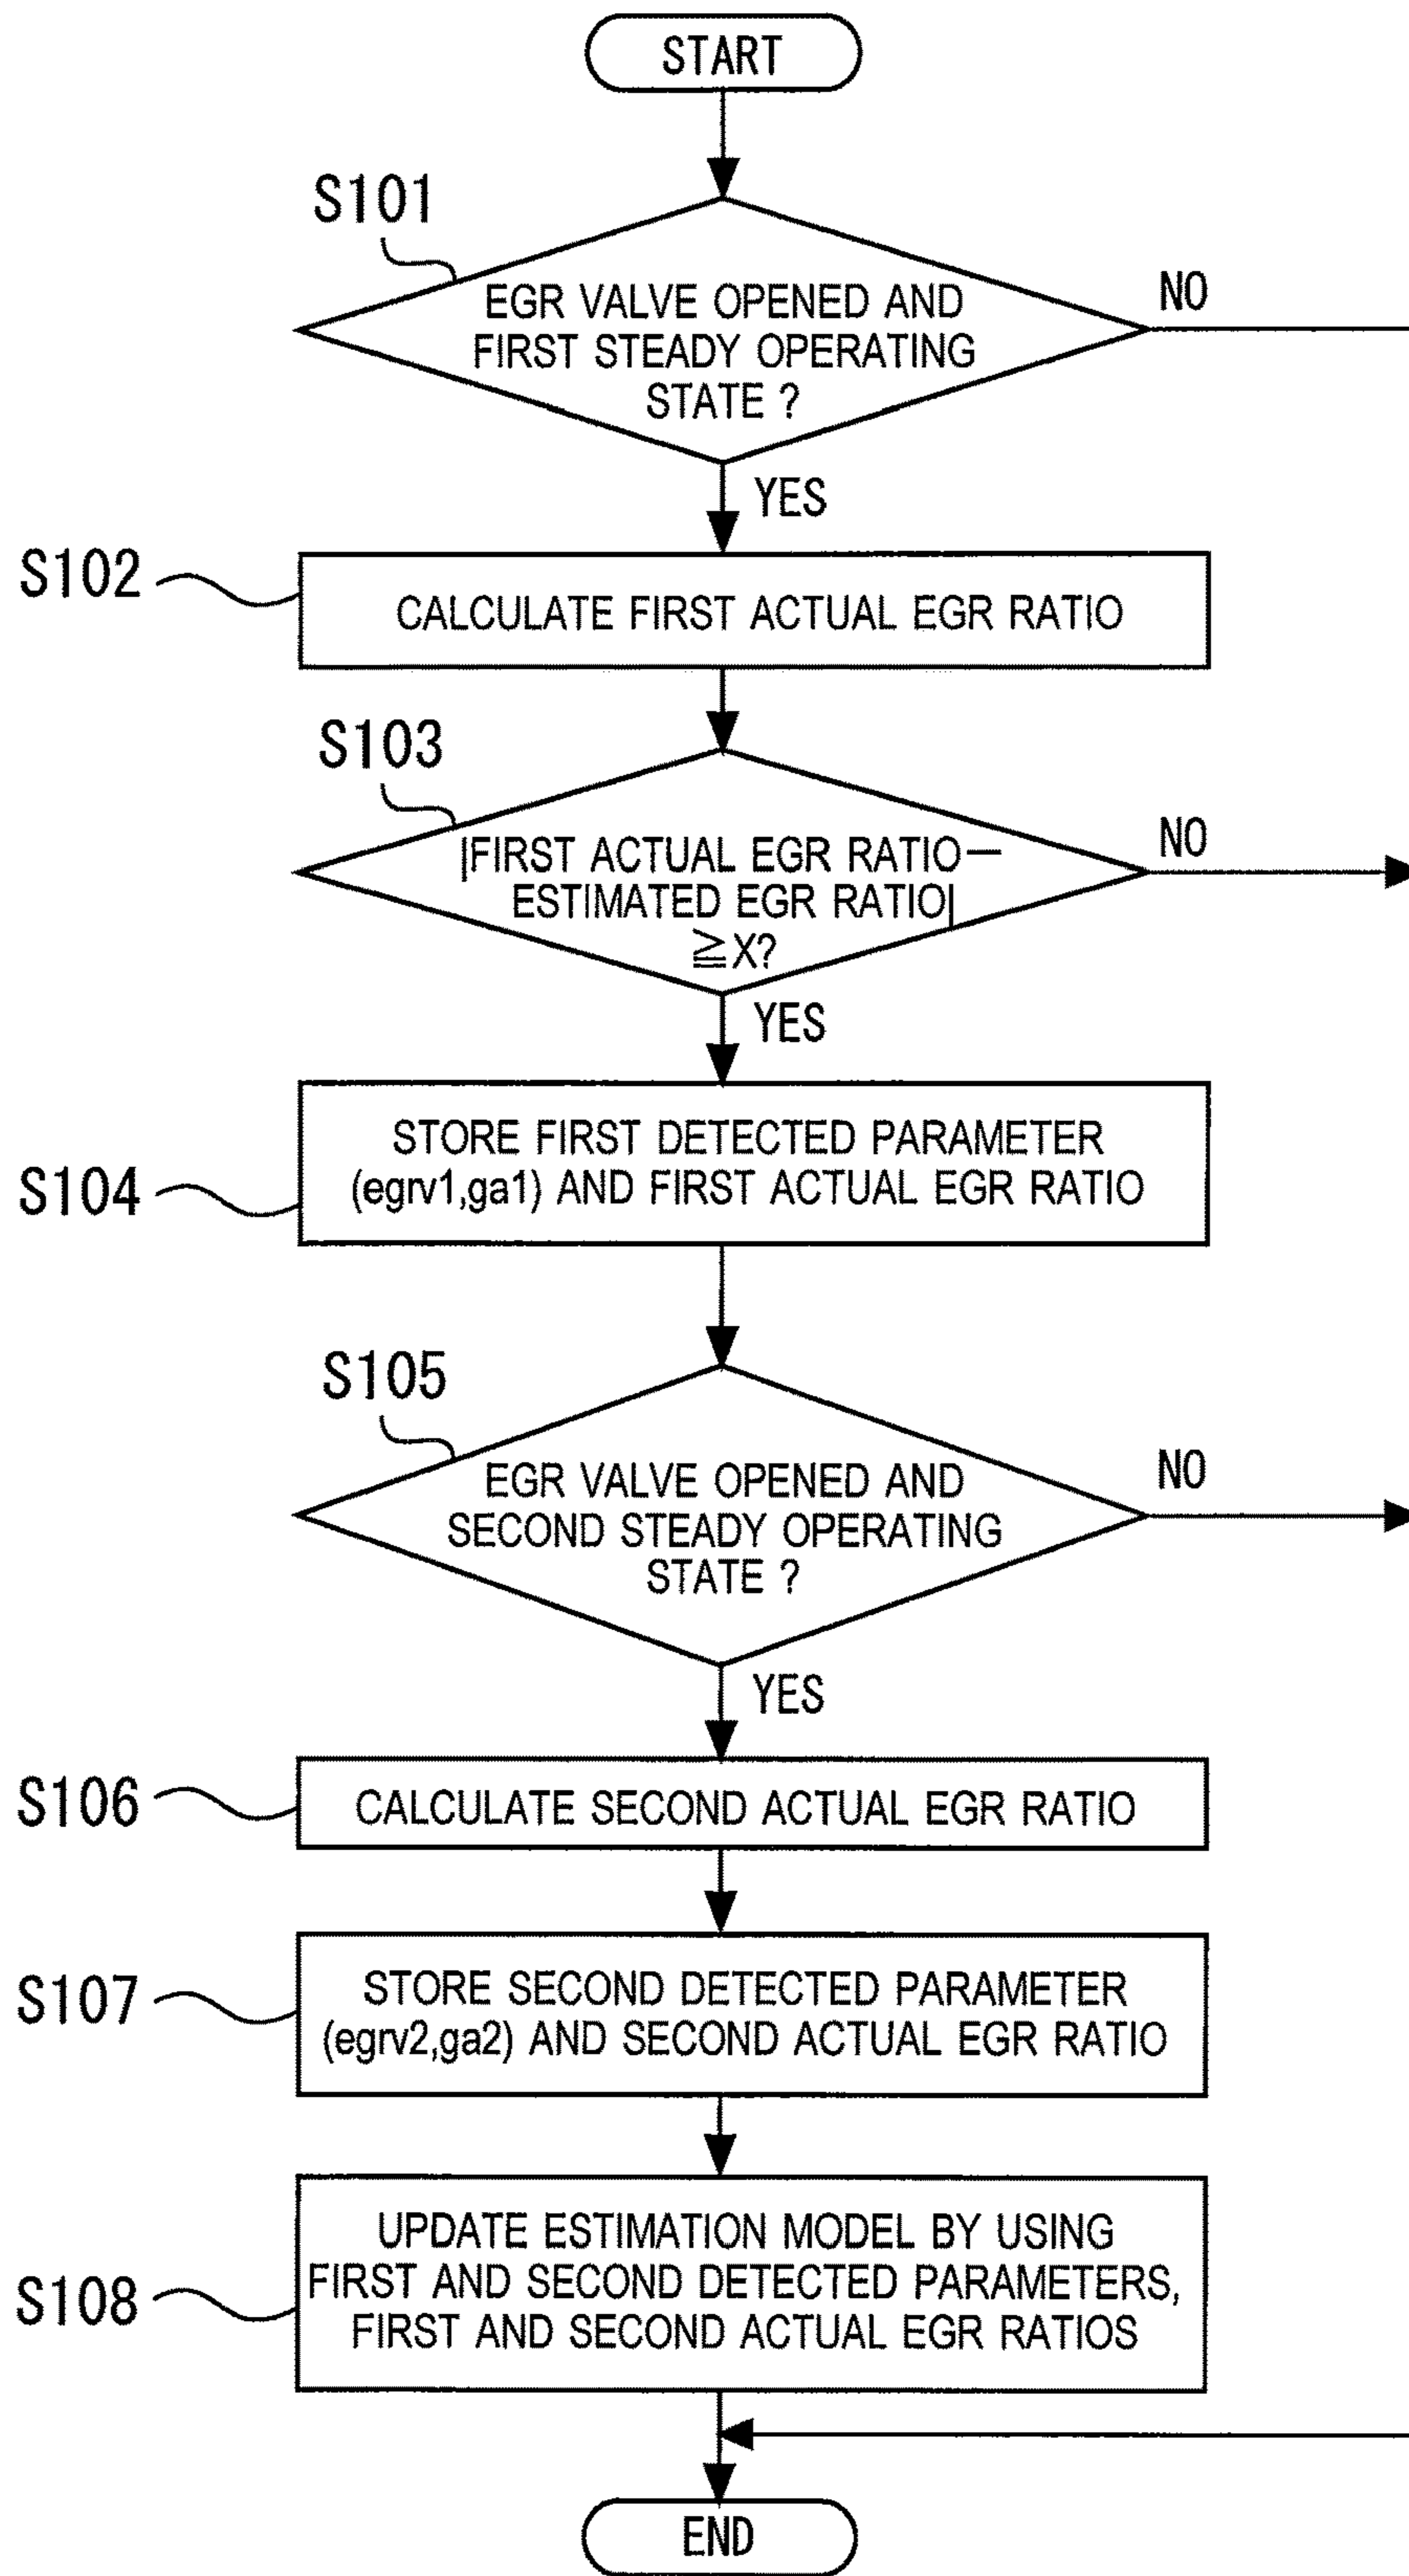 START
S101
EGR VALVE OPENED AND
FIRST STEADY OPERATING
STATE ?
NO
YES
S102
CALCULATE FIRST ACTUAL EGR RATIO
S103
|FIRST ACTUAL EGR RATIO—
ESTIMATED EGR RATIO|
≧X?
NO
YES
S104
STORE FIRST DETECTED PARAMETER
(egrv1,ga1) AND FIRST ACTUAL EGR RATIO
S105
EGR VALVE OPENED AND
SECOND STEADY OPERATING
STATE ?
NO
YES
S106
CALCULATE SECOND ACTUAL EGR RATIO
S107
STORE SECOND DETECTED PARAMETER
(egrv2,ga2) AND SECOND ACTUAL EGR RATIO
S108
UPDATE ESTIMATION MODEL BY USING
FIRST AND SECOND DETECTED PARAMETERS,
FIRST AND SECOND ACTUAL EGR RATIOS
END